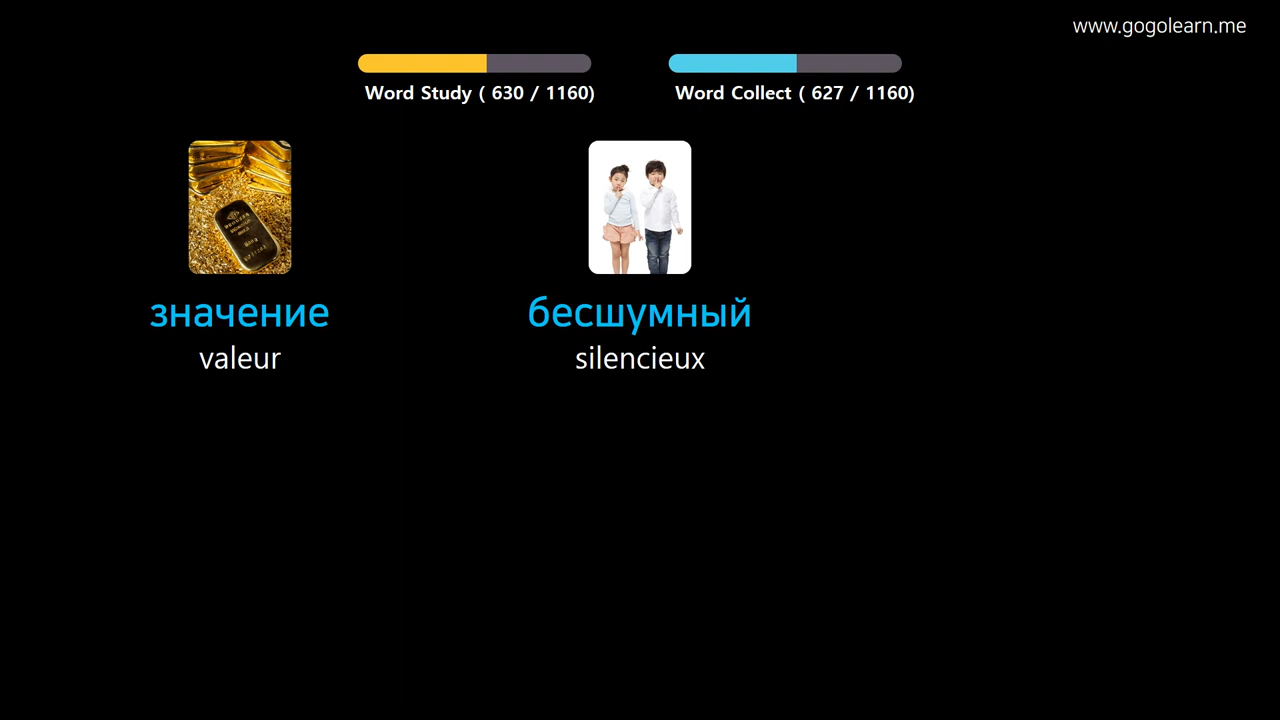 www.gogolearn.me
Word Study ( 630 / 1160)
Word Collect ( 627 / 1160)
значение
бесшумный
valeur
silencieux